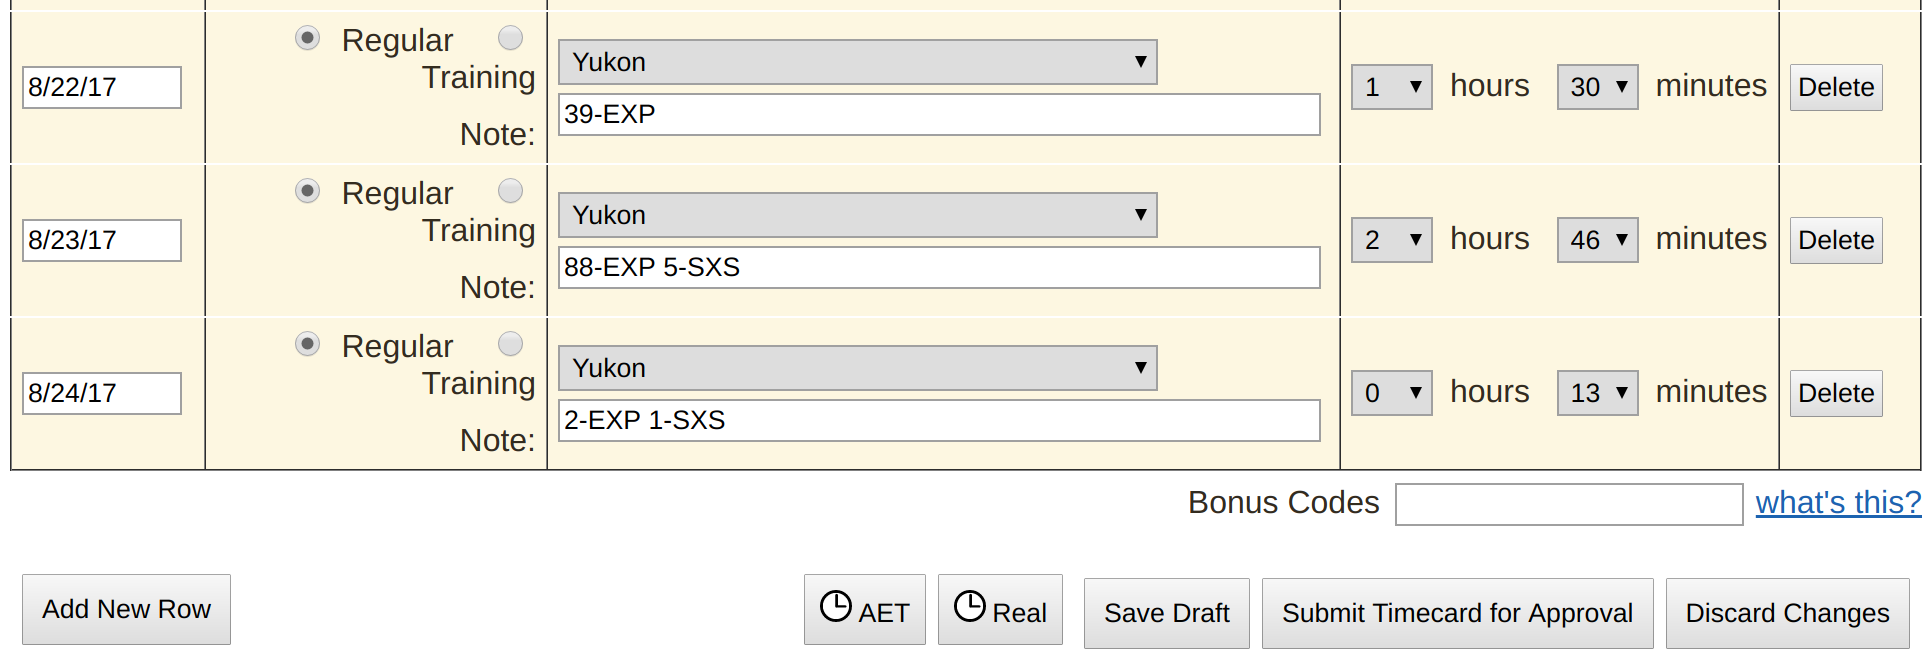 8/22/17 Regular Training Note: Yukon 39-EXP 1 hours 30 minutes Delete
8/23/17 Regular Training Note: Yukon 88-EXP 5-SXS 2 hours 46 minutes Delete
8/24/17 Regular Training Note: Yukon 2-EXP 1-SXS 0 hours 13 minutes Delete
Bonus Codes what's this?
Add New Row AET Real Save Draft Submit Timecard for Approval Discard Changes